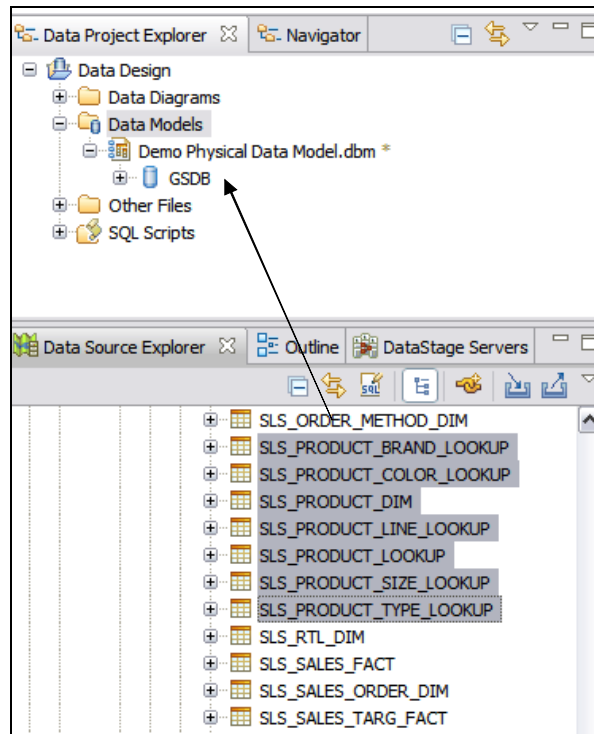 Data Project Explorer Navigator
Data Design
Data Diagrams
Data Models
Demo Physical Data Model.dbm *
GSDB
Other Files
SQL Scripts
Data Source Explorer Outline DataStage Servers
SQL
SLS_ORDER_METHOD_DIM
SLS_PRODUCT_BRAND_LOOKUP
SLS_PRODUCT_COLOR_LOOKUP
SLS_PRODUCT_DIM
SLS_PRODUCT_LINE_LOOKUP
SLS_PRODUCT_LOOKUP
SLS_PRODUCT_SIZE_LOOKUP
SLS_PRODUCT_TYPE_LOOKUP
SLS_RTL_DIM
SLS_SALES_FACT
SLS_SALES_ORDER_DIM
SLS_SALES_TARG_FACT